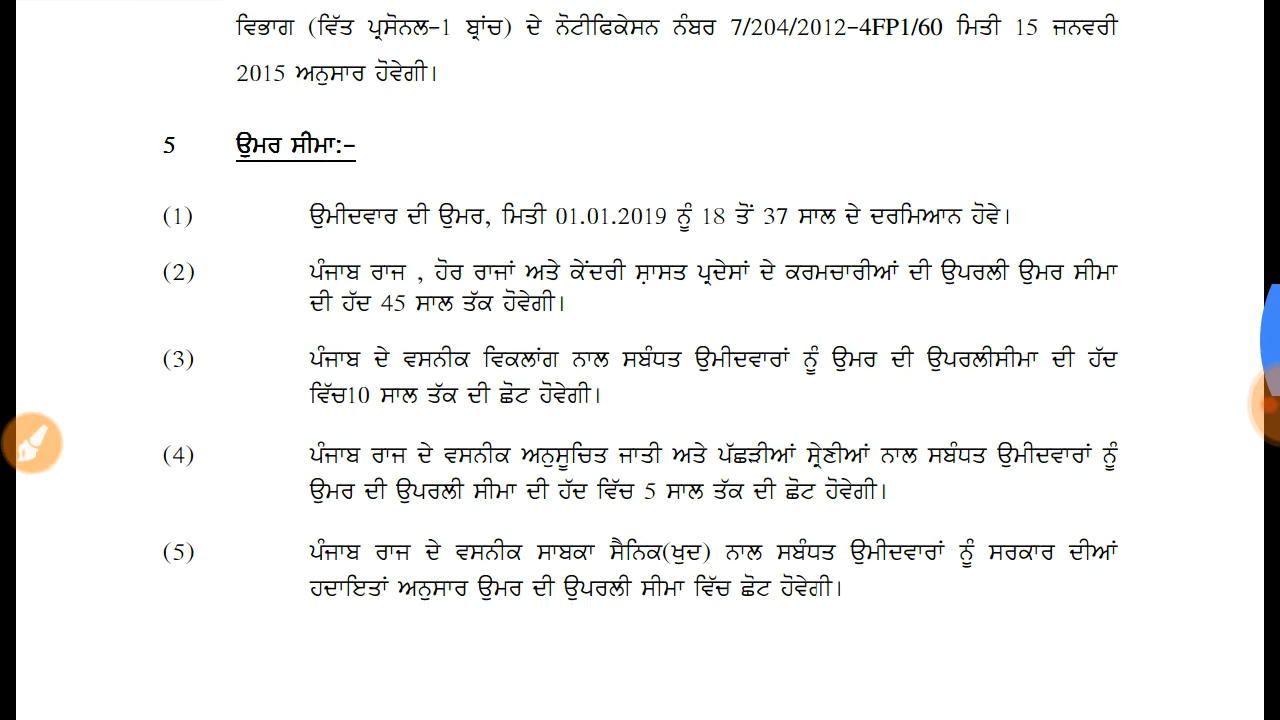 ਵਿਭਾਗ (ਵਿੱਤ ਪ੍ਰਸੋਨਲ-1 ਬ੍ਰਾਂਚ) ਦੇ ਨੋਟੀਫਿਕੇਸਨ ਨੰਬਰ 7/204/2012-4FP1/60 ਮਿਤੀ 15 ਜਨਵਰੀ
2015 ਅਨੁਸਾਰ ਹੋਵੇਗੀ।
5 ਉਮਰ ਸੀਮਾ:-
(1) ਉਮੀਦਵਾਰ ਦੀ ਉਮਰ, ਮਿਤੀ 01.01.2019 ਨੂੰ 18 ਤੋਂ 37 ਸਾਲ ਦੇ ਦਰਮਿਆਨ ਹੋਵੇ।
(2) ਪੰਜਾਬ ਰਾਜ , ਹੋਰ ਰਾਜਾਂ ਅਤੇ ਕੇਂਦਰੀ ਸ਼ਾਸਤ ਪ੍ਰਦੇਸਾਂ ਦੇ ਕਰਮਚਾਰੀਆਂ ਦੀ ਉਪਰਲੀ ਉਮਰ ਸੀਮਾ
ਦੀ ਹੱਦ 45 ਸਾਲ ਤੱਕ ਹੋਵੇਗੀ।
(3) ਪੰਜਾਬ ਦੇ ਵਸਨੀਕ ਵਿਕਲਾਂਗ ਨਾਲ ਸਬੰਧਤ ਉਮੀਦਵਾਰਾਂ ਨੂੰ ਉਮਰ ਦੀ ਉਪਰਲੀਸੀਮਾ ਦੀ ਹੱਦ
ਵਿੱਚ10 ਸਾਲ ਤੱਕ ਦੀ ਛੋਟ ਹੋਵੇਗੀ।
(4) ਪੰਜਾਬ ਰਾਜ ਦੇ ਵਸਨੀਕ ਅਨੁਸੂਚਿਤ ਜਾਤੀ ਅਤੇ ਪੱਛੜੀਆਂ ਸ੍ਰੇਣੀਆਂ ਨਾਲ ਸਬੰਧਤ ਉਮੀਦਵਾਰਾਂ ਨੂੰ
ਉਮਰ ਦੀ ਉਪਰਲੀ ਸੀਮਾ ਦੀ ਹੱਦ ਵਿੱਚ 5 ਸਾਲ ਤੱਕ ਦੀ ਛੋਟ ਹੋਵੇਗੀ।
(5) ਪੰਜਾਬ ਰਾਜ ਦੇ ਵਸਨੀਕ ਸਾਬਕਾ ਸੈਨਿਕ(ਖੁਦ) ਨਾਲ ਸਬੰਧਤ ਉਮੀਦਵਾਰਾਂ ਨੂੰ ਸਰਕਾਰ ਦੀਆਂ
ਹਦਾਇਤਾਂ ਅਨੁਸਾਰ ਉਮਰ ਦੀ ਉਪਰਲੀ ਸੀਮਾ ਵਿੱਚ ਛੋਟ ਹੋਵੇਗੀ।